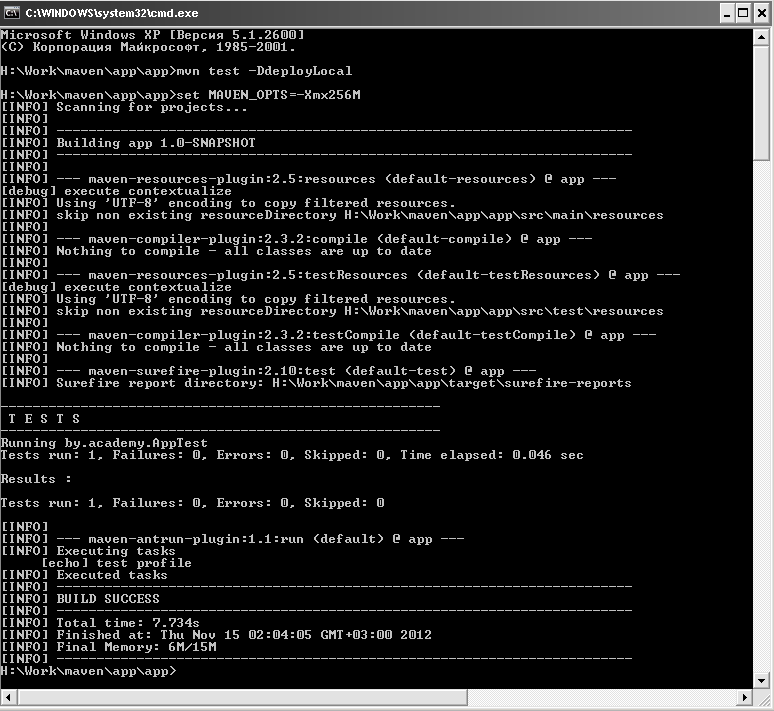 C:\WINDOWS\system32\cmd.exe
Microsoft Windows XP [Версия 5.1.2600]
(C) Корпорация Майкрософт, 1985-2001.
H:\Work\maven\app\app>mvn test -DdeployLocal
H:\Work\maven\app\app>set MAVEN_OPTS=-Xmx256M
[INFO] Scanning for projects...
[INFO]
[INFO] ------------------------------------------------------------------------
[INFO] Building app 1.0-SNAPSHOT
[INFO] ------------------------------------------------------------------------
[INFO]
[INFO] --- maven-resources-plugin:2.5:resources (default-resources) @ app ---
[debug] execute contextualize
[INFO] Using 'UTF-8' encoding to copy filtered resources.
[INFO] skip non existing resourceDirectory H:\Work\maven\app\app\src\main\resources
[INFO]
[INFO] --- maven-compiler-plugin:2.3.2:compile (default-compile) @ app ---
[INFO] Nothing to compile - all classes are up to date
[INFO]
[INFO] --- maven-resources-plugin:2.5:testResources (default-testResources) @ app ---
[debug] execute contextualize
[INFO] Using 'UTF-8' encoding to copy filtered resources.
[INFO] skip non existing resourceDirectory H:\Work\maven\app\app\src\test\resources
[INFO]
[INFO] --- maven-compiler-plugin:2.3.2:testCompile (default-testCompile) @ app ---
[INFO] Nothing to compile - all classes are up to date
[INFO]
[INFO] --- maven-surefire-plugin:2.10:test (default-test) @ app ---
[INFO] Surefire report directory: H:\Work\maven\app\app\target\surefire-reports
-------------------------------------------------------
T E S T S
-------------------------------------------------------
Running by.academy.AppTest
Tests run: 1, Failures: 0, Errors: 0, Skipped: 0, Time elapsed: 0.046 sec
Results :
Tests run: 1, Failures: 0, Errors: 0, Skipped: 0
[INFO]
[INFO] --- maven-antrun-plugin:1.1:run (default) @ app ---
[INFO] Executing tasks
[echo] test profile
[INFO] Executed tasks
[INFO] ------------------------------------------------------------------------
[INFO] BUILD SUCCESS
[INFO] ------------------------------------------------------------------------
[INFO] Total time: 7.734s
[INFO] Finished at: Thu Nov 15 02:04:05 GMT+03:00 2012
[INFO] Final Memory: 6M/15M
[INFO] ------------------------------------------------------------------------
H:\Work\maven\app\app>